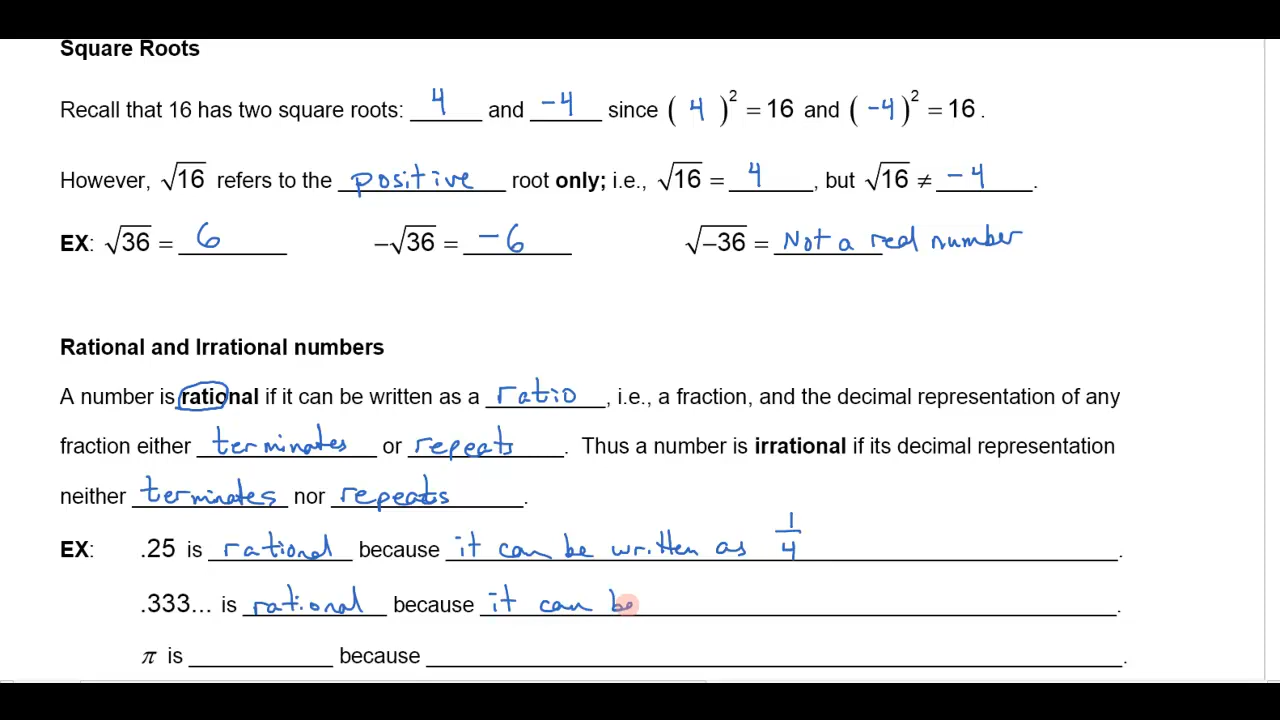 Square Roots
Recall that 16 has two square roots: 4 and -4 since ( 4 )² = 16 and ( -4 )² = 16 .
However, √16 refers to the positive root only; i.e., √16 = 4 , but √16 ≠ -4 .
EX: √36 = 6 −√36 = -6 √−36 = Not a real number
Rational and Irrational numbers
A number is rational if it can be written as a ratio , i.e., a fraction, and the decimal representation of any
fraction either terminates or repeats . Thus a number is irrational if its decimal representation
neither terminates nor repeats .
EX: .25 is rational because it can be written as 1/4 .
.333... is rational because it can be .
π is ____ because ____ .